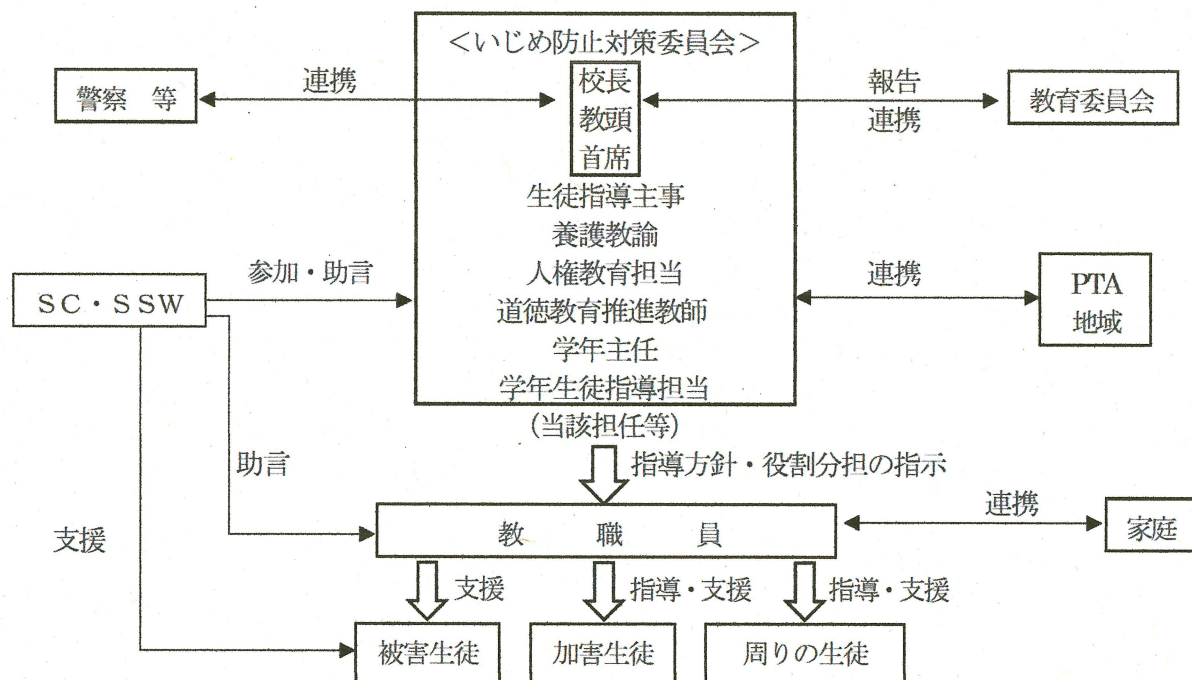 <いじめ防止対策委員会>
警察 等
連携
校長
教頭
首席
報告
連携
教育委員会
生徒指導主事
養護教諭
人権教育担当
道徳教育推進教師
学年主任
学年生徒指導担当
(当該担任等)
SC・SSW
参加・助言
連携
PTA
地域
指導方針・役割分担の指示
助言
支援
教 職 員
連携
家庭
支援
指導・支援
指導・支援
被害生徒
加害生徒
周りの生徒